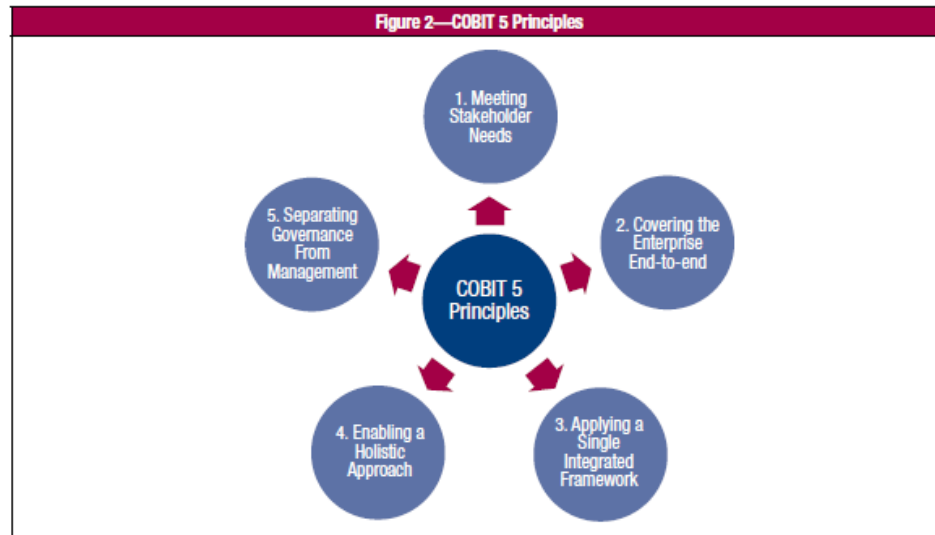 Figure 2—COBIT 5 Principles
1. Meeting
Stakeholder
Needs
5. Separating
Governance
From
Management
2. Covering the
Enterprise
End-to-end
COBIT 5
Principles
4. Enabling a
Holistic
Approach
3. Applying a
Single
Integrated
Framework